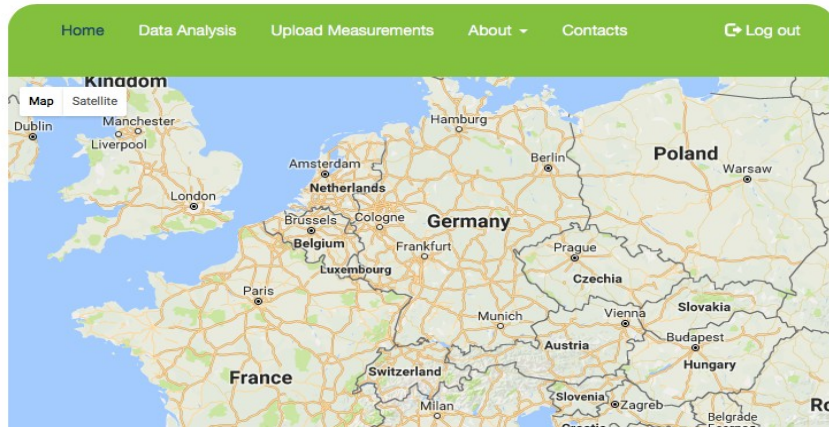 Home Data Analysis Upload Measurements About Contacts Log out
Kingdom
Map Satellite
Manchester
Dublin
Liverpool
Hamburg
Amsterdam
Berlin
Poland
Warsaw
Netherlands
London
Brussels Cologne
Germany
Belgium
Frankfurt
Prague
Luxembourg
Czechia
Paris
Slovakia
Munich
Vienna
Budapest
Austria
Hungary
Switzerland
France
Slovenia
Zagreb
Milan
Belgrade